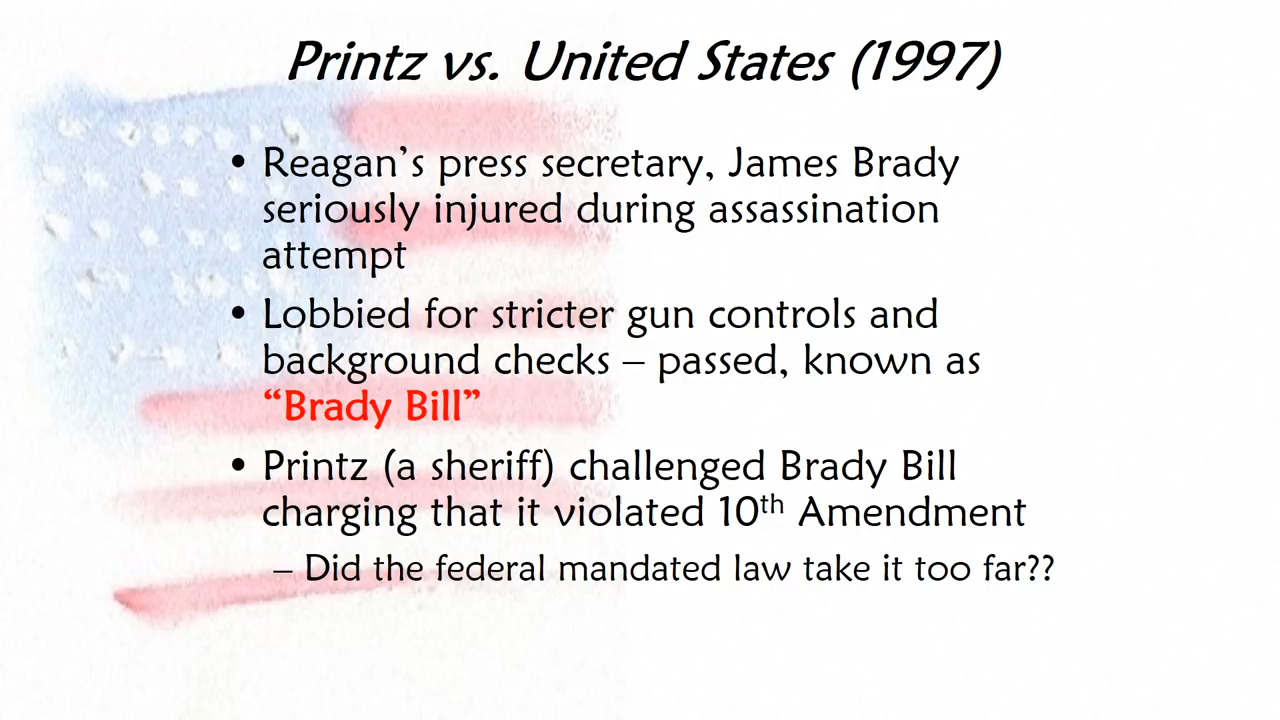 Printz vs. United States (1997)
• Reagan’s press secretary, James Brady
seriously injured during assassination
attempt
• Lobbied for stricter gun controls and
background checks – passed, known as
“Brady Bill”
• Printz (a sheriff) challenged Brady Bill
charging that it violated 10th Amendment
– Did the federal mandated law take it too far??